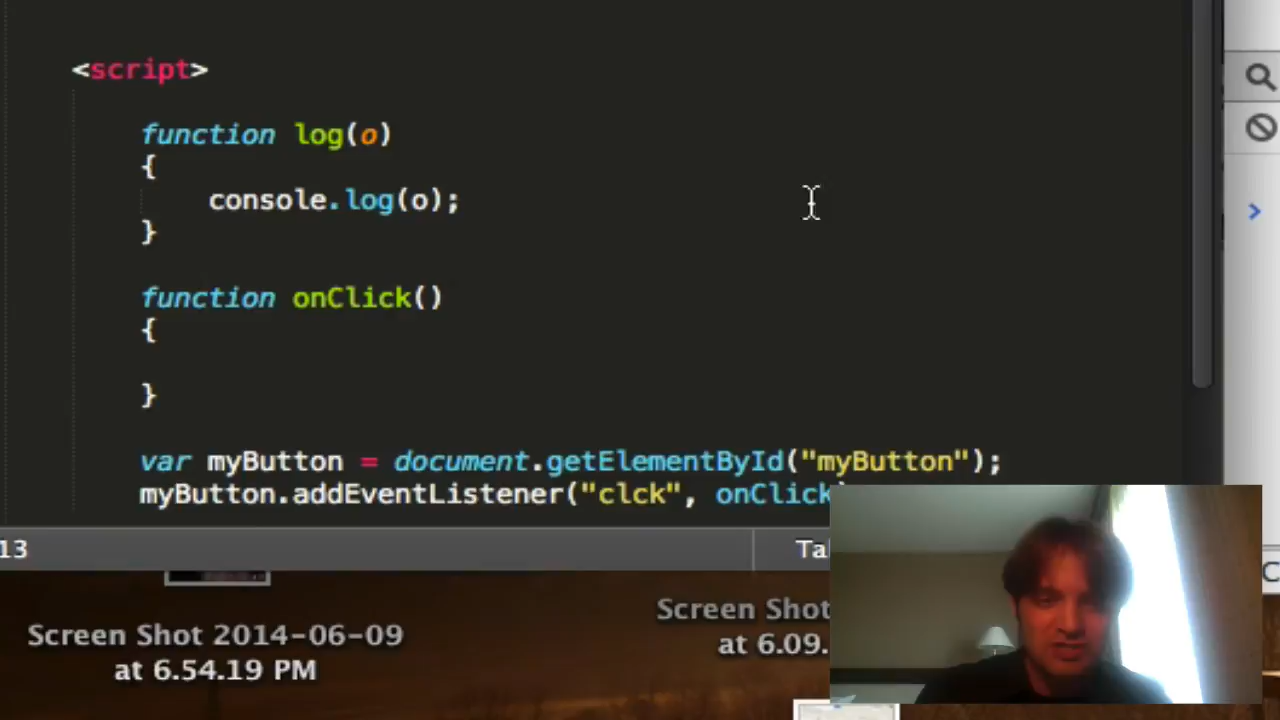 <script>
function log(o)
{
console.log(o);
}
function onClick()
{
}
var myButton = document.getElementById("myButton");
myButton.addEventListener("clck", onClick)
13
Screen Shot 2014-06-09
at 6.54.19 PM
Screen Shot
at 6.09.